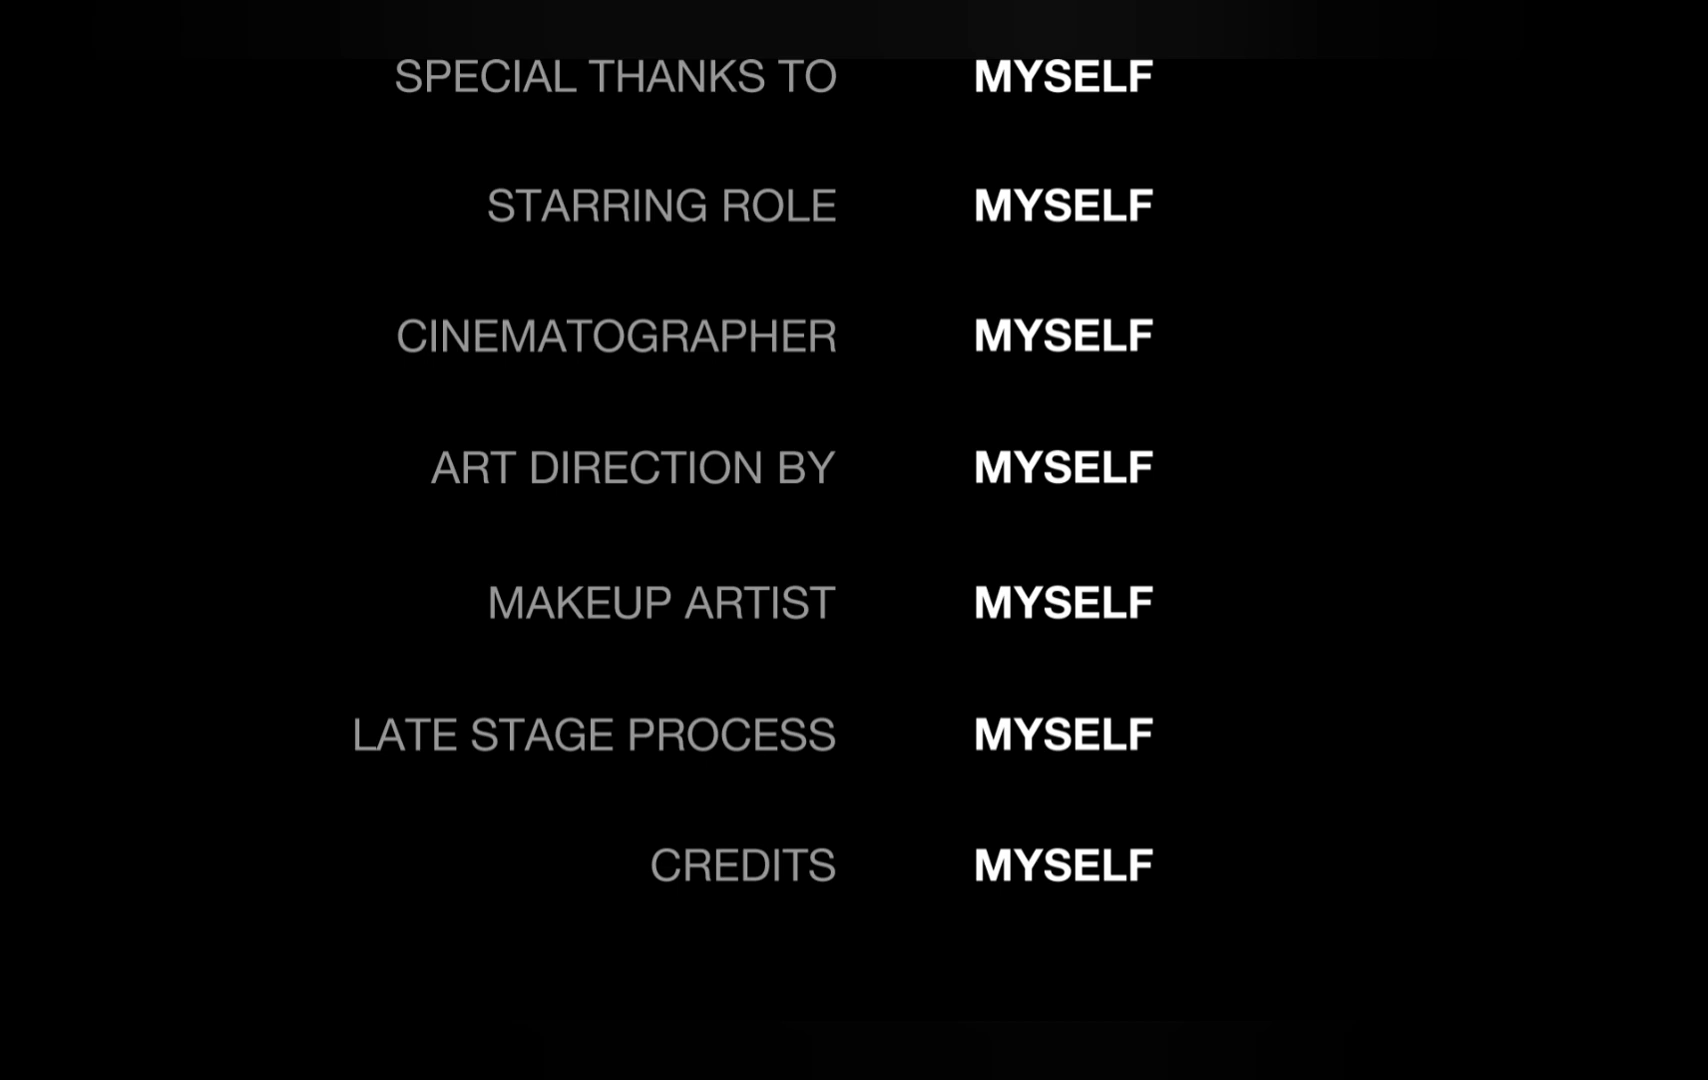 SPECIAL THANKS TO MYSELF
STARRING ROLE MYSELF
CINEMATOGRAPHER MYSELF
ART DIRECTION BY MYSELF
MAKEUP ARTIST MYSELF
LATE STAGE PROCESS MYSELF
CREDITS MYSELF